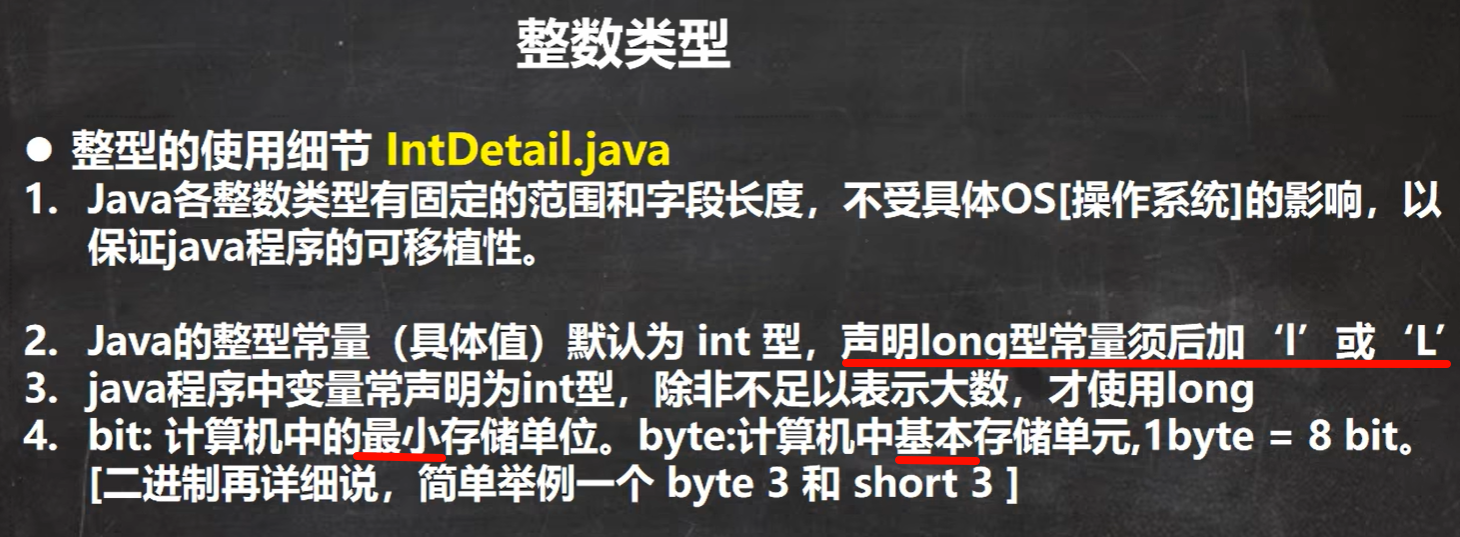 整数类型
● 整型的使用细节 IntDetail.java
1. Java各整数类型有固定的范围和字段长度，不受具体OS[操作系统]的影响，以
保证java程序的可移植性。
2. Java的整型常量（具体值）默认为 int 型，声明long型常量须后加‘l’或‘L’
3. java程序中变量常声明为int型，除非不足以表示大数，才使用long
4. bit: 计算机中的最小存储单位。byte:计算机中基本存储单元,1byte = 8 bit。
[二进制再详细说，简单举例一个 byte 3 和 short 3 ]